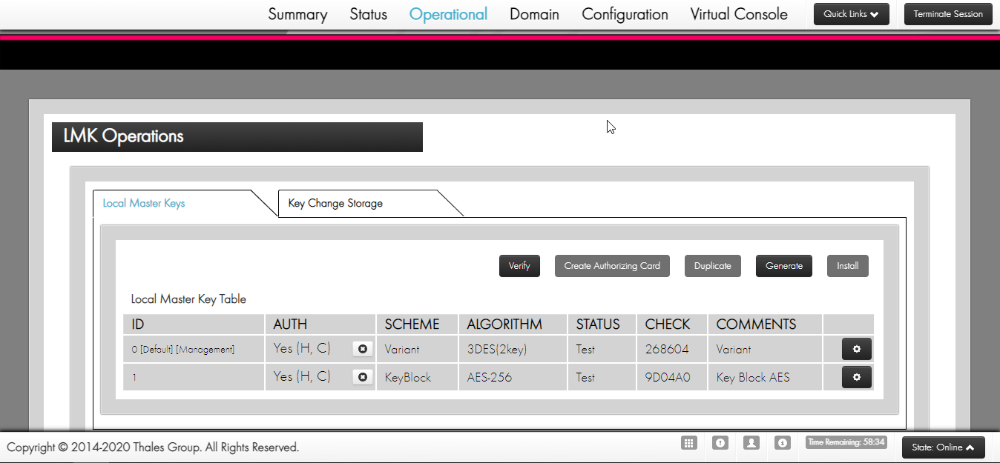 Summary Status Operational Domain Configuration Virtual Console Quick Links Terminate Session
LMK Operations
Local Master Keys Key Change Storage
Verify Create Authorizing Card Duplicate Generate Install
Local Master Key Table
ID AUTH SCHEME ALGORITHM STATUS CHECK COMMENTS
0 [Default] [Management] Yes (H, C) Variant 3DES(2key) Test 268604 Variant
1 Yes (H, C) KeyBlock AES-256 Test 9D04A0 Key Block AES
Copyright © 2014-2020 Thales Group. All Rights Reserved. Time Remaining: 58:34 State: Online